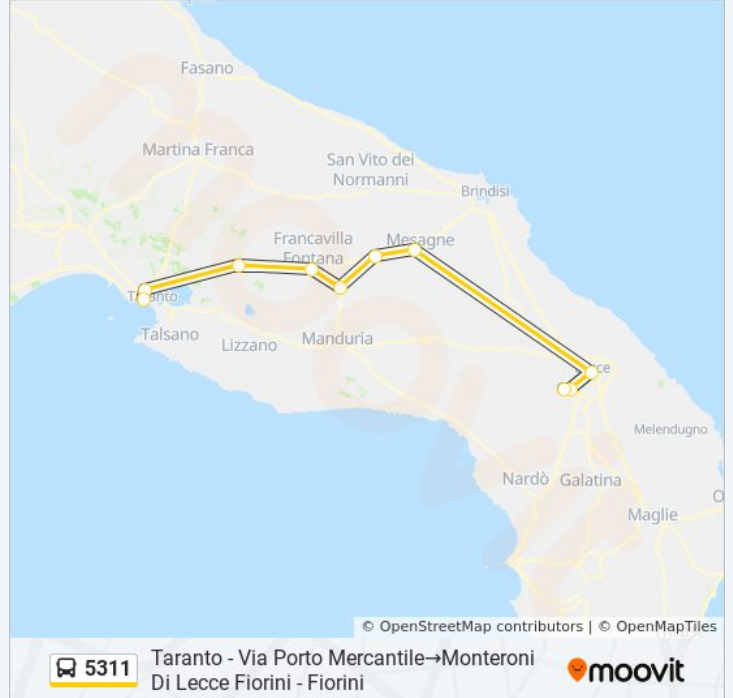 Fasano
Martina Franca
San Vito dei
Normanni
Brindisi
Francavilla
Fontana
Mesagne
Talsano
Lizzano
Manduria
Melendugno
Nardò
Galatina
Maglie
© OpenStreetMap contributors | © OpenMapTiles
5311
Taranto - Via Porto Mercantile→Monteroni
Di Lecce Fiorini - Fiorini
moovit